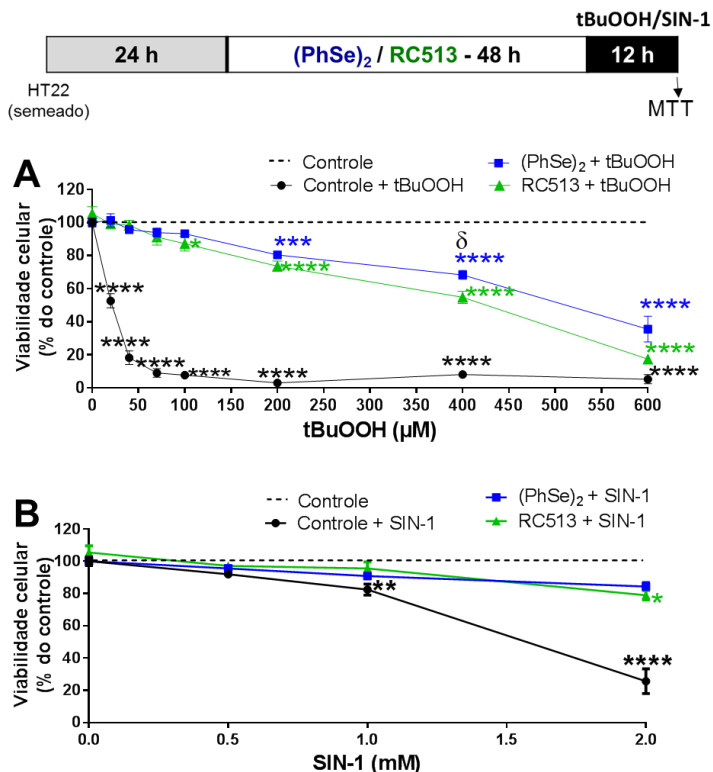 tBuOOH/SIN-1
24 h
(PhSe)₂ / RC513 - 48 h
12 h
HT22
(semeado)
MTT
A
Controle
(PhSe)₂ + tBuOOH
Controle + tBuOOH
RC513 + tBuOOH
Viabilidade celular
(% do controle)
120
100
80
60
40
20
0
*
***
****
δ
****
****
****
****
****
****
****
****
****
****
****
0 50 100 150 200 250 300 350 400 450 500 550 600
tBuOOH (µM)
B
Controle
(PhSe)₂ + SIN-1
Controle + SIN-1
RC513 + SIN-1
Viabilidade celular
(% do controle)
120
100
80
60
40
20
0
**
*
****
0.0 0.5 1.0 1.5 2.0
SIN-1 (mM)